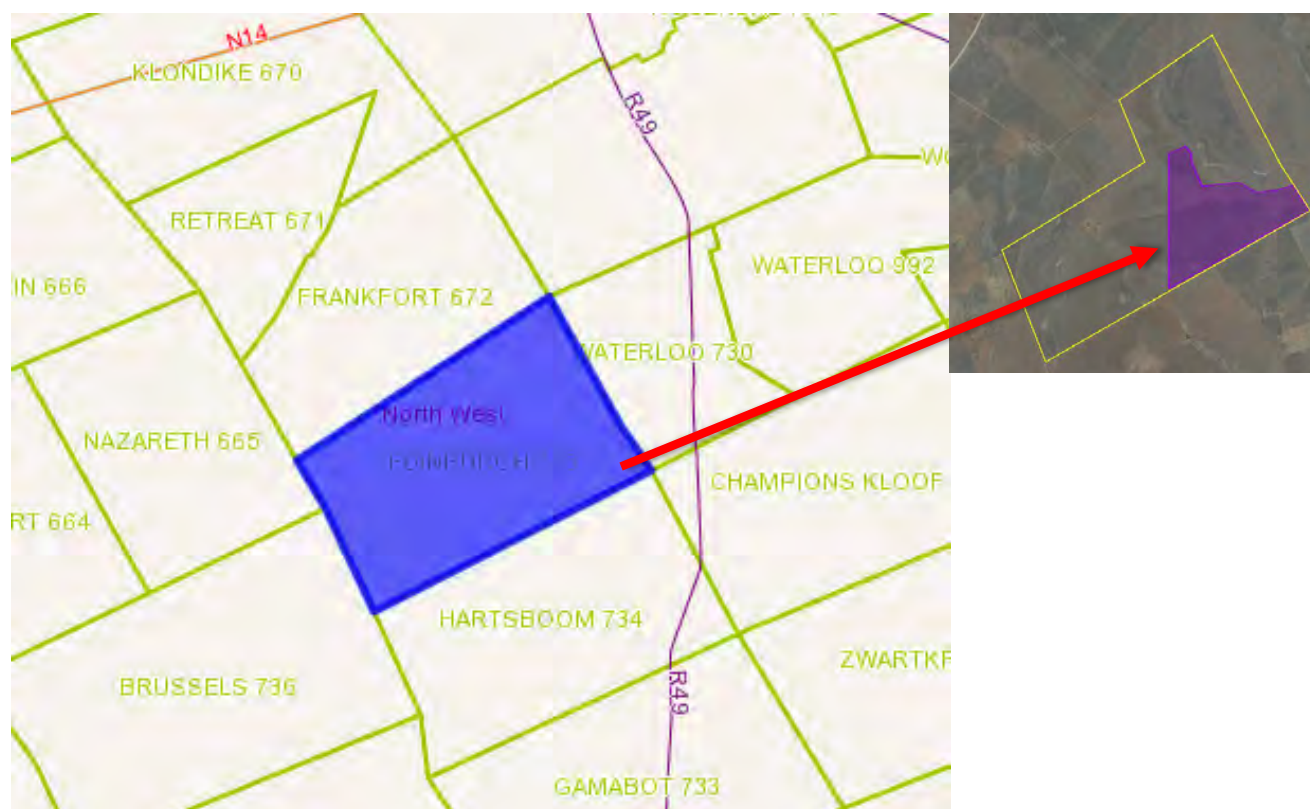 N14
KLONDIKE 670
R49
RETREAT 671
WATERLOO 992
IN 666
FRANKFORT 672
WATERLOO 730
North West
NAZARETH 665
CHAMPIONS KLOOF
RT 664
HARTSBOOM 734
ZWARTKF
BRUSSELS 736
R49
GAMABOT 733